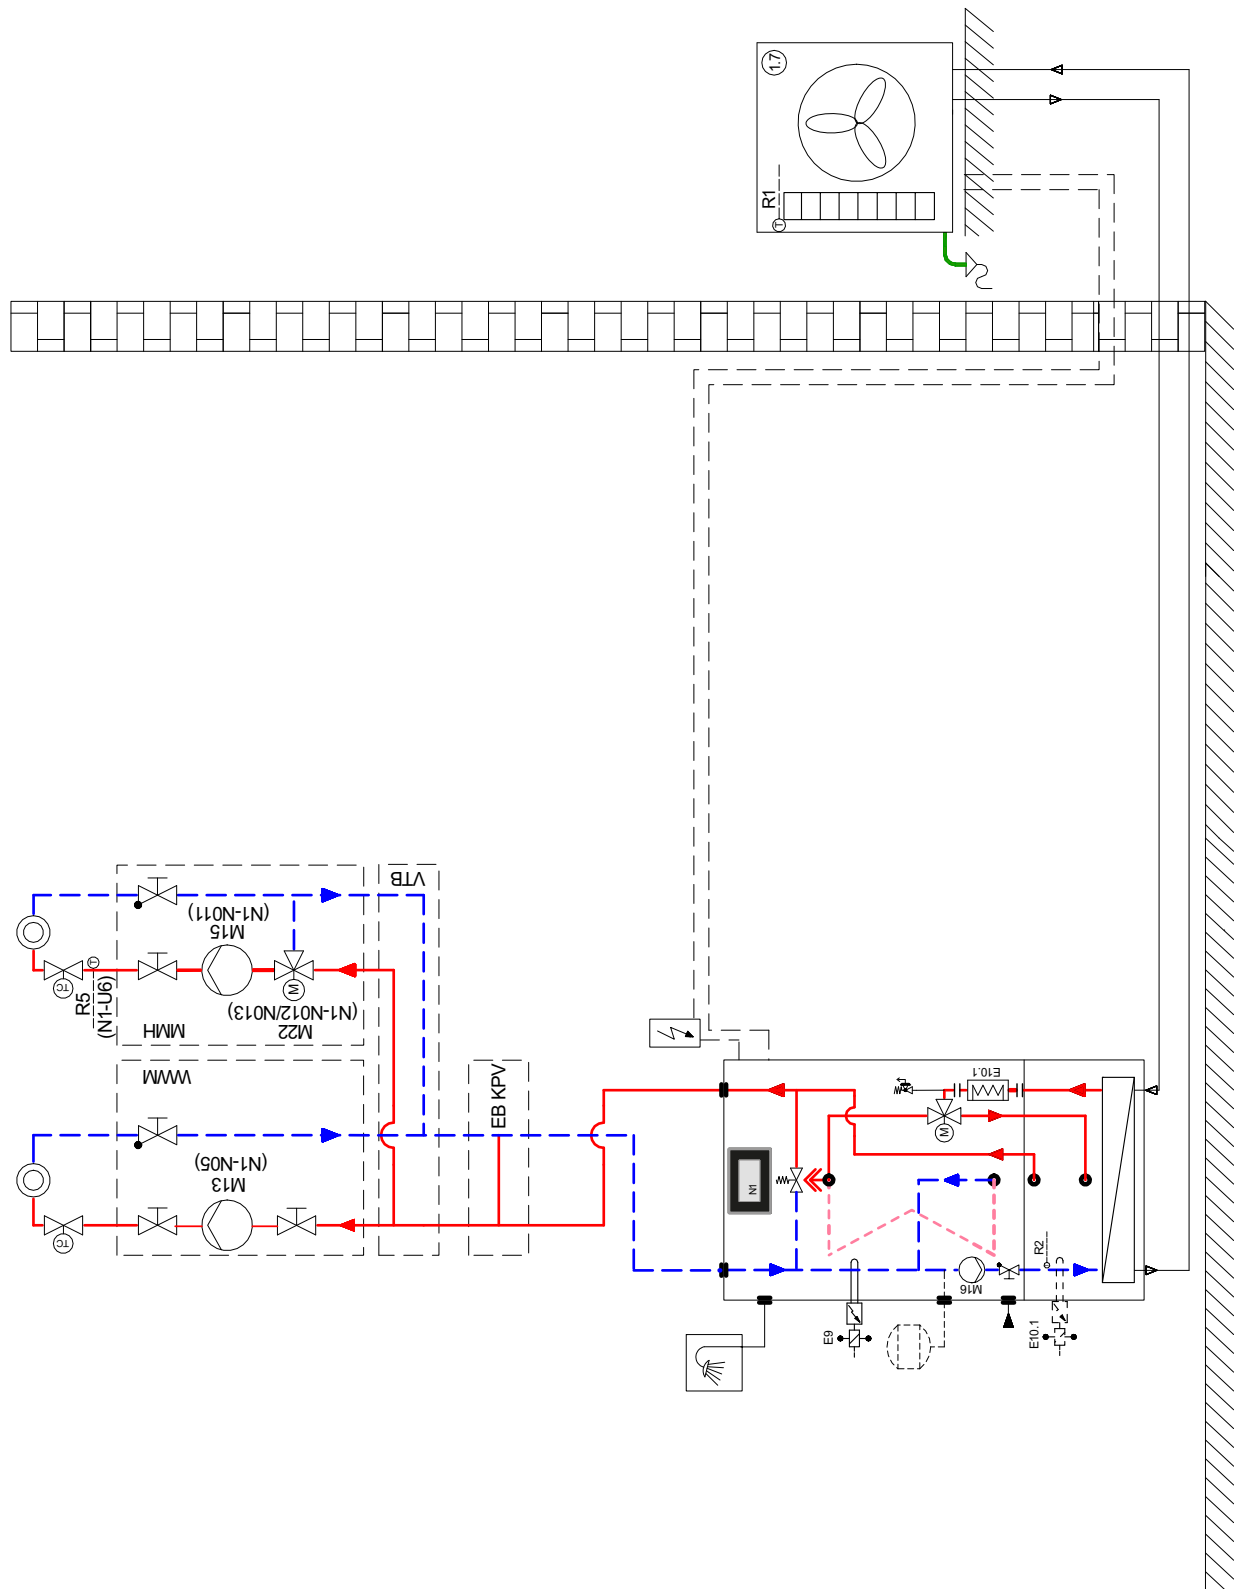 1.7
R1
T
VTB
M15
(N1-N011)
TC
T
R5
(N1-U6)
M
M22
(N1-N012/N013)
MMH
WWM
M13
(N1-N05)
TC
EB KPV
N1
E10.1
M
M16
R2
E9
E10.1